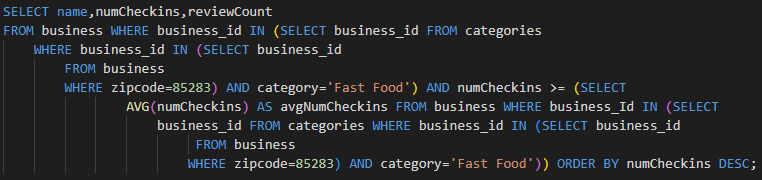 SELECT name,numCheckins,reviewCount
FROM business WHERE business_id IN (SELECT business_id FROM categories
WHERE business_id IN (SELECT business_id
FROM business
WHERE zipcode=85283) AND category='Fast Food') AND numCheckins >= (SELECT
AVG(numCheckins) AS avgNumCheckins FROM business WHERE business_Id IN (SELECT
business_id FROM categories WHERE business_id IN (SELECT business_id
FROM business
WHERE zipcode=85283) AND category='Fast Food')) ORDER BY numCheckins DESC;